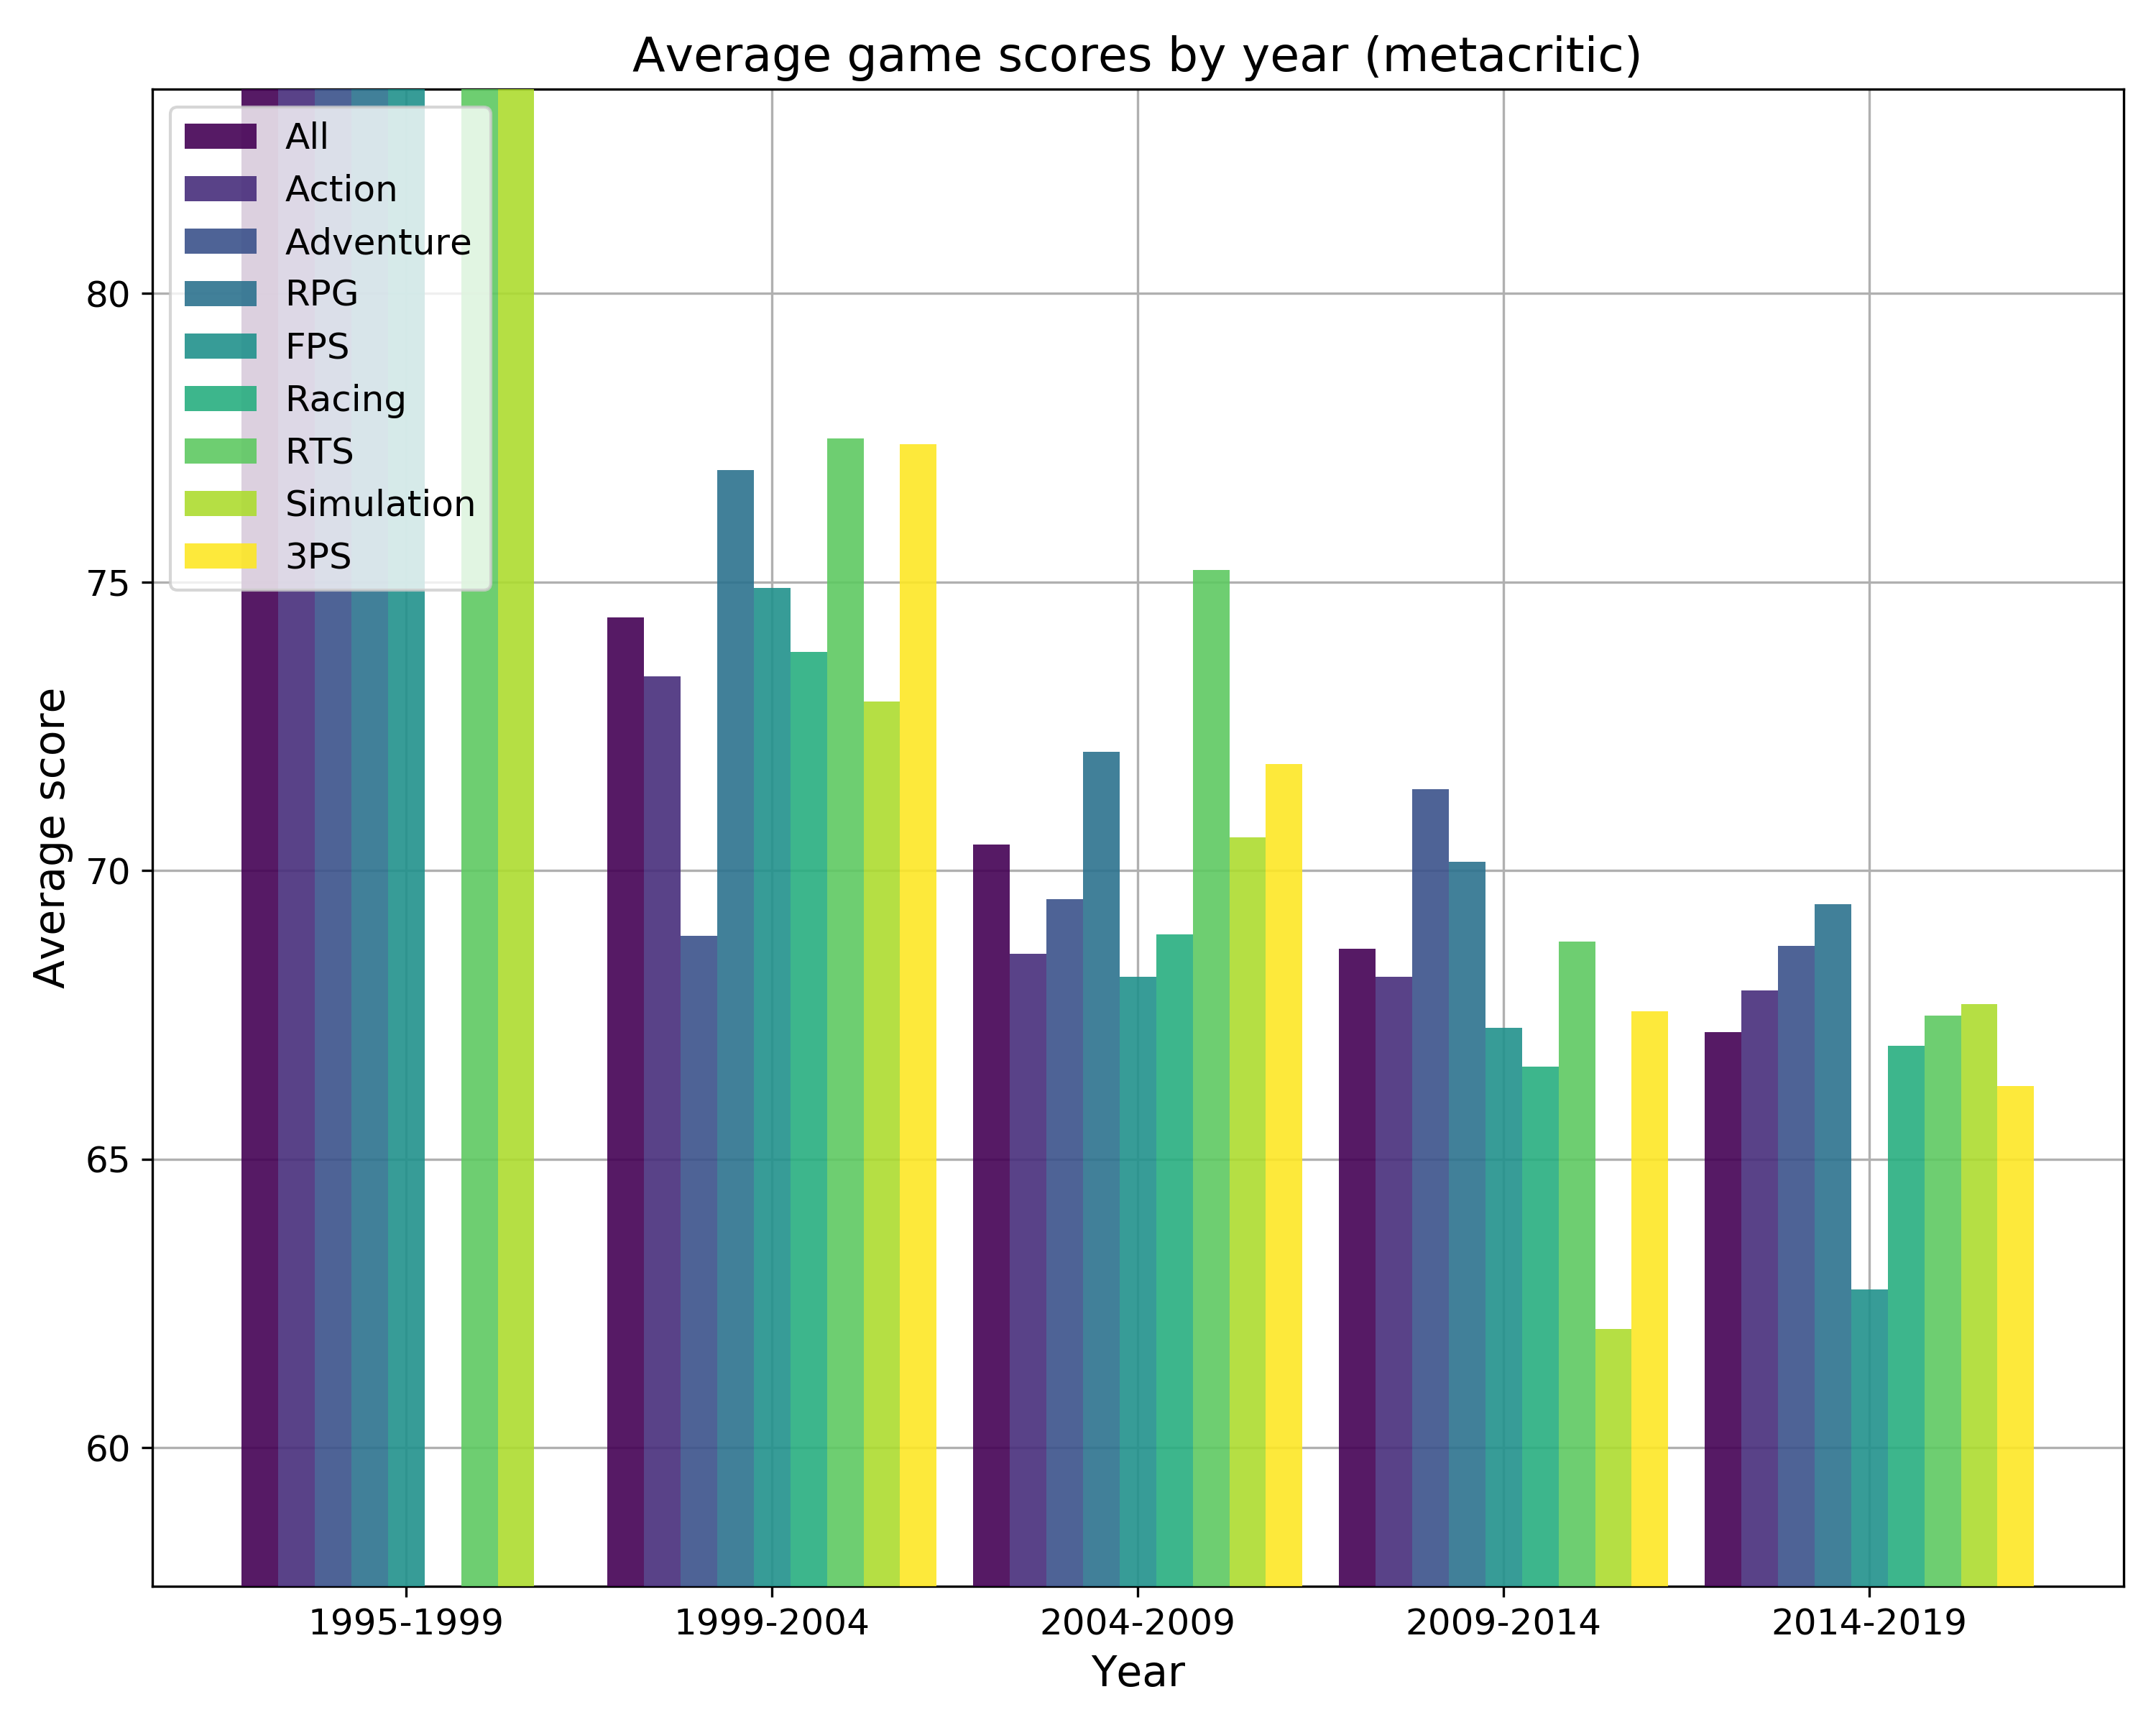 Average game scores by year (metacritic)
All
Action
Adventure
RPG
FPS
Racing
RTS
Simulation
3PS
80
75
70
65
60
Average score
1995-1999
1999-2004
2004-2009
2009-2014
2014-2019
Year